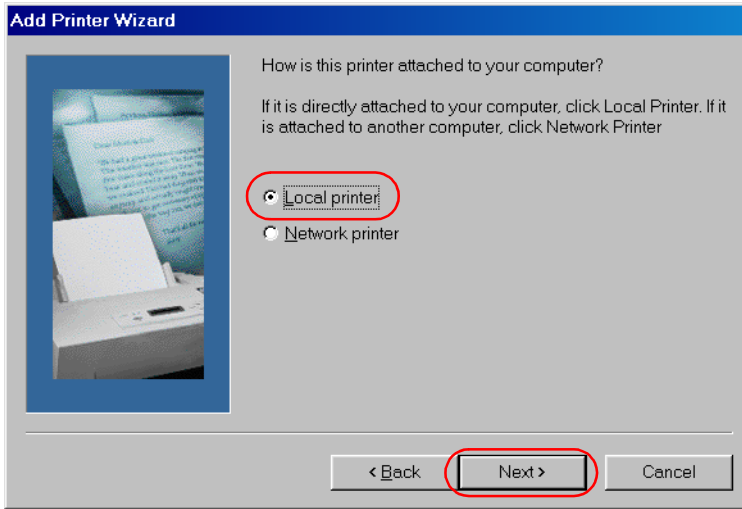 Add Printer Wizard
How is this printer attached to your computer?
If it is directly attached to your computer, click Local Printer. If it
is attached to another computer, click Network Printer
Local printer
Network printer
< Back
Next >
Cancel